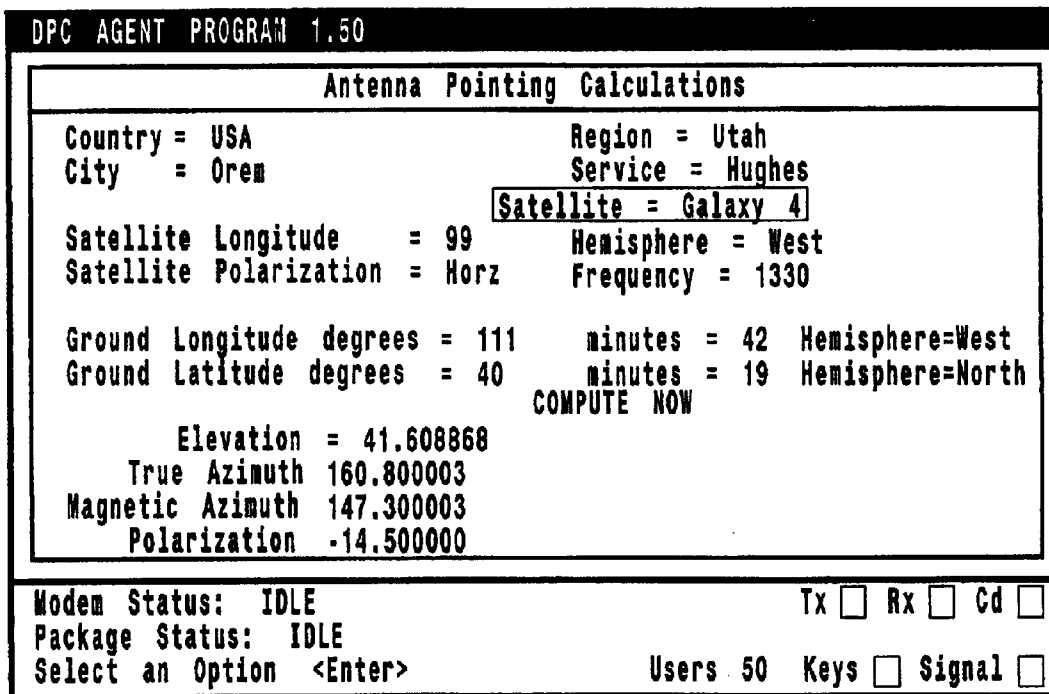 DPC AGENT PROGRAM 1.50
Antenna Pointing Calculations
Country = USA Region = Utah
City = Orem Service = Hughes
Satellite = Galaxy 4
Satellite Longitude = 99 Hemisphere = West
Satellite Polarization = Horz Frequency = 1330
Ground Longitude degrees = 111 minutes = 42 Hemisphere=West
Ground Latitude degrees = 40 minutes = 19 Hemisphere=North
COMPUTE NOW
Elevation = 41.608868
True Azimuth 160.800003
Magnetic Azimuth 147.300003
Polarization -14.500000
Modem Status: IDLE Tx Rx Cd
Package Status: IDLE
Select an Option <Enter> Users 50 Keys Signal